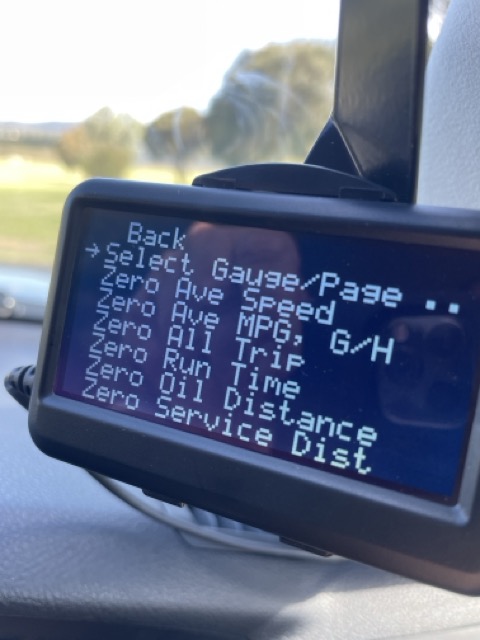 Back
→Select Gauge/Page ..
Zero Ave Speed
Zero Ave MPG, G/H
Zero All Trip
Zero Run Time
Zero Oil Distance
Zero Service Dist